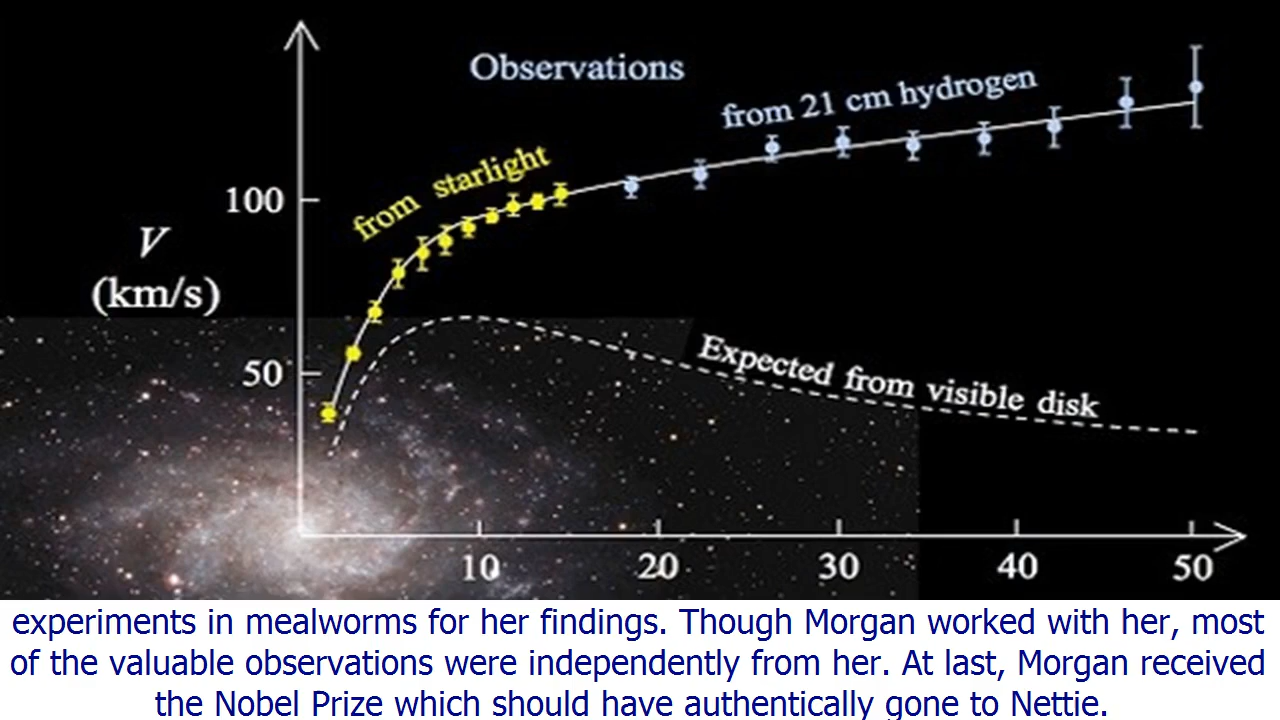 Observations
from 21 cm hydrogen
from starlight
100
V
(km/s)
50
Expected from visible disk
10 20 30 40 50
experiments in mealworms for her findings. Though Morgan worked with her, most
of the valuable observations were independently from her. At last, Morgan received
the Nobel Prize which should have authentically gone to Nettie.